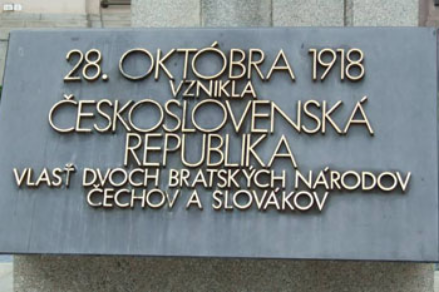 28. OKTÓBRA 1918
VZNIKLA
ČESKOSLOVENSKÁ
REPUBLIKA
VLASŤ DVOCH BRATSKÝCH NÁRODOV
ČECHOV A SLOVÁKOV